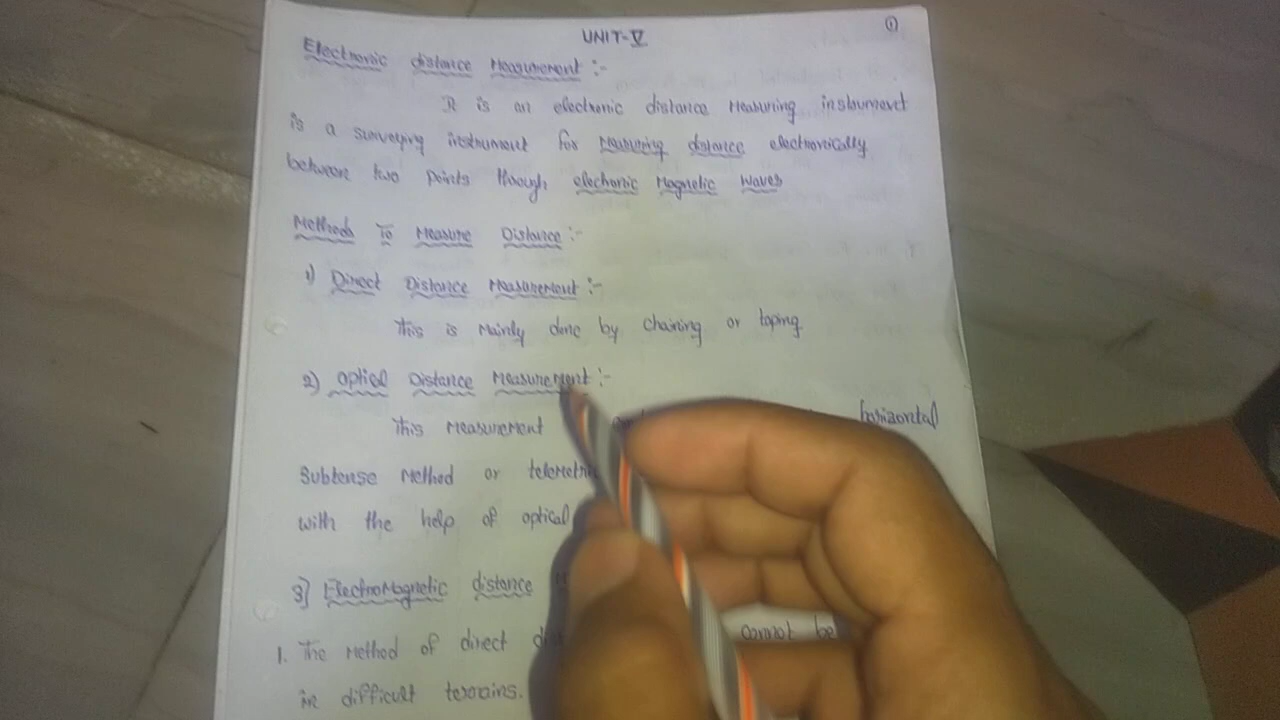 ①
UNIT-V
Electronic distance Measurement :-
It is an electronic distance Measuring instrument
is a surveying instrument for Measuring distance electronically
between two points through electronic Magnetic waves
Methods To Measure Distance :-
1) Direct Distance Measurement :-
This is Mainly done by chaining or taping
2) optical Distance Measurement :-
This Measurement horizontal
Subtense Method or
with the help of optical
3) ElectroMagnetic distance
1. The Method of direct cannot be
in difficult terrains.